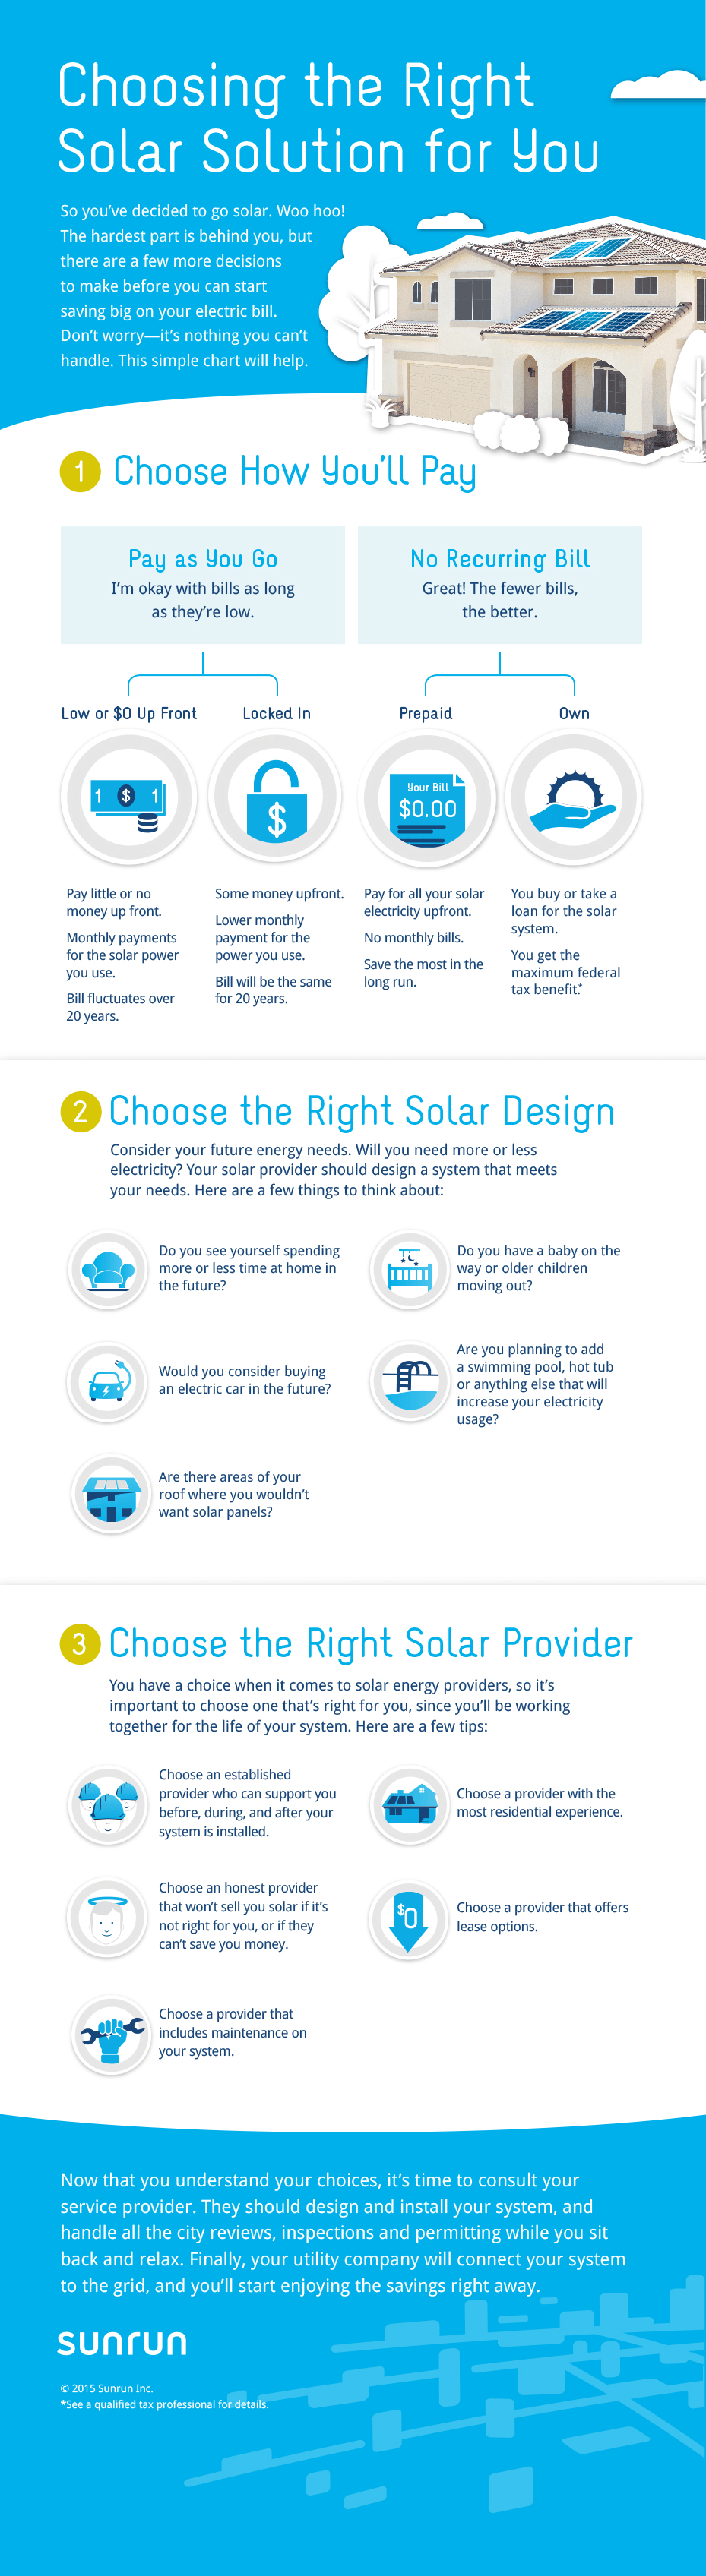 Choosing the Right
Solar Solution for You
So you've decided to go solar. Woo hoo!
The hardest part is behind you, but
there are a few more decisions
to make before you can start
saving big on your electric bill.
Don't worry—it's nothing you can't
handle. This simple chart will help.
1 Choose How You'll Pay
Pay as You Go
I'm okay with bills as long
as they're low.
No Recurring Bill
Great! The fewer bills,
the better.
Low or $0 Up Front
Locked In
Prepaid
Own
1 $ 1
$
Your Bill
$0.00
Pay little or no
money up front.
Monthly payments
for the solar power
you use.
Bill fluctuates over
20 years.
Some money upfront.
Lower monthly
payment for the
power you use.
Bill will be the same
for 20 years.
Pay for all your solar
electricity upfront.
No monthly bills.
Save the most in the
long run.
You buy or take a
loan for the solar
system.
You get the
maximum federal
tax benefit.*
2 Choose the Right Solar Design
Consider your future energy needs. Will you need more or less
electricity? Your solar provider should design a system that meets
your needs. Here are a few things to think about:
Do you see yourself spending
more or less time at home in
the future?
Do you have a baby on the
way or older children
moving out?
Would you consider buying
an electric car in the future?
Are you planning to add
a swimming pool, hot tub
or anything else that will
increase your electricity
usage?
Are there areas of your
roof where you wouldn't
want solar panels?
3 Choose the Right Solar Provider
You have a choice when it comes to solar energy providers, so it's
important to choose one that's right for you, since you'll be working
together for the life of your system. Here are a few tips:
Choose an established
provider who can support you
before, during, and after your
system is installed.
Choose a provider with the
most residential experience.
Choose an honest provider
that won't sell you solar if it's
not right for you, or if they
can't save you money.
$0
Choose a provider that offers
lease options.
Choose a provider that
includes maintenance on
your system.
Now that you understand your choices, it's time to consult your
service provider. They should design and install your system, and
handle all the city reviews, inspections and permitting while you sit
back and relax. Finally, your utility company will connect your system
to the grid, and you'll start enjoying the savings right away.
sunrun
© 2015 Sunrun Inc.
*See a qualified tax professional for details.